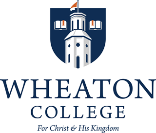 WHEATON
COLLEGE
For Christ & His Kingdom